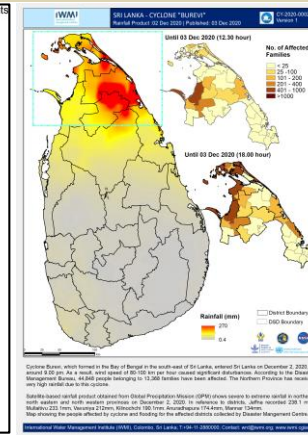 ts
IWMI
SRI LANKA - CYCLONE "BUREVI"
Rainfall Product 02 Dec 2020 | Published: 03 Dec 2020
Version 1
Until 03 Dec 2020 (12.30 hour)
No. of Affected
Families
< 25
25 -100
101 - 200
201 - 400
401 - 1000
>1000
Until 03 Dec 2020 (18.00 hour)
Rainfall (mm)
270
0.4
District Boundary
DSD Boundary
Cyclone Burevi, which formed in the Bay of Bengal in the south-east of Sri Lanka, entered Sri Lanka on December 2, 2020,
around 9.00 pm. As a result, wind speed of 80-100 km per hour caused significant disturbances. According to the Disaster
Management Bureau, 44,849 people belonging to 13,368 families have been affected. The Northern Province has received
very high rainfall due to this cyclone.
Satellite-based rainfall product obtained from Global Precipitation Mission (GPM) shows severe to extreme rainfall in northern,
north eastern and north western provinces on December 2, 2020. In reference to districts, Jaffna recorded 239.1 mm,
Mullaitivu 233.1mm, Vavuniya 212mm, Kilinochchi 190.1mm, Anuradhapura 174.4mm, Mannar 134mm.
Map showing the people affected by cyclone and flooding for the affected districts collected by Disaster Management Centre
International Water Management Institute (IWMI), Colombo, Sri Lanka